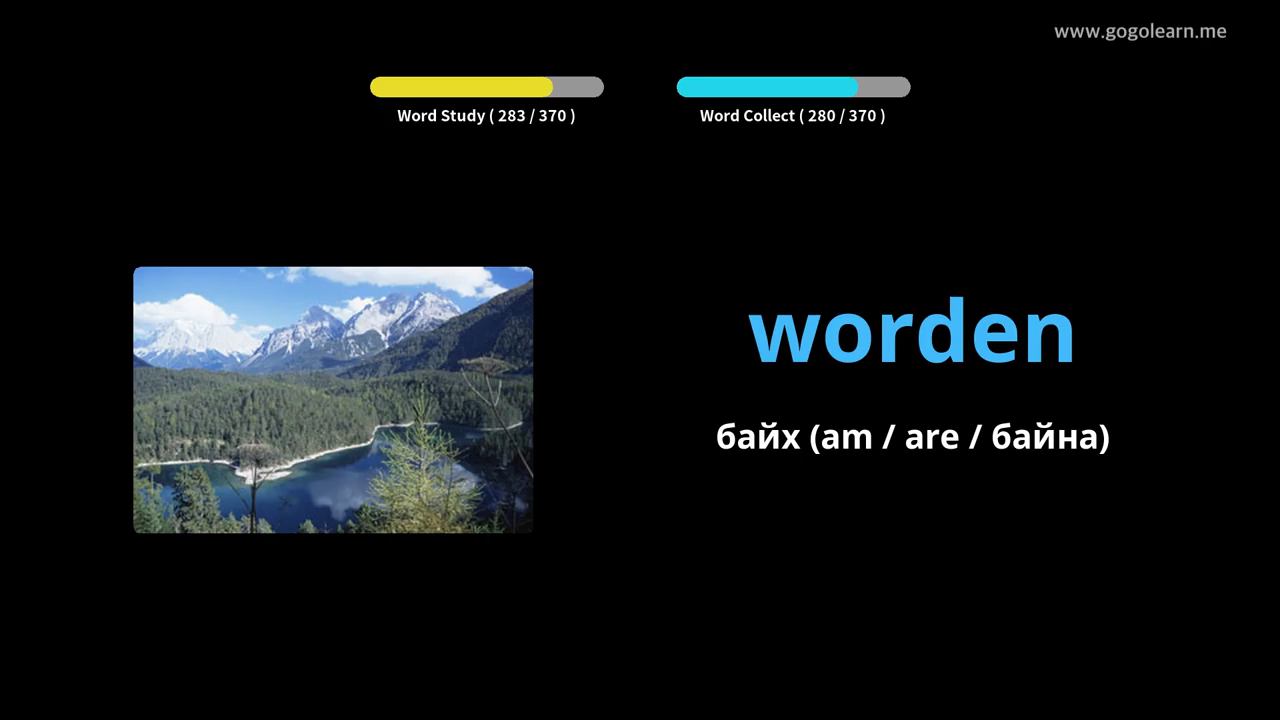 www.gogolearn.me
Word Study ( 283 / 370 )
Word Collect ( 280 / 370 )
worden
байх (am / are / байна)